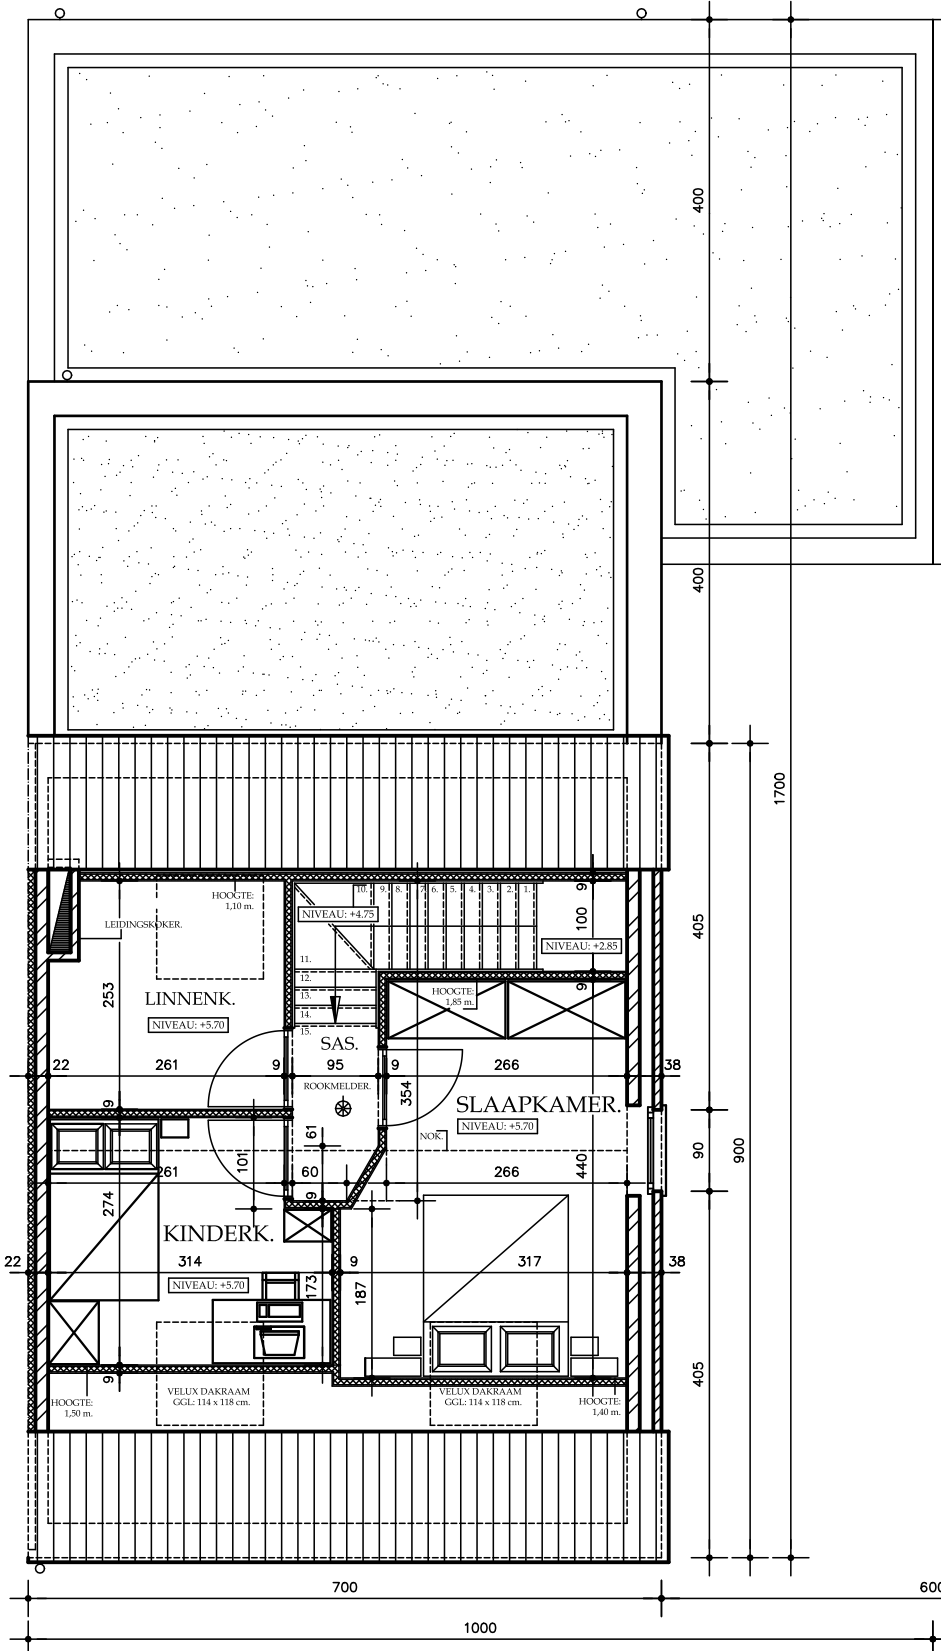 400
400
1700
10. 9. 8. 7. 6. 5. 4. 3. 2. 1.
9
HOOGTE:
1,10 m.
NIVEAU: +4.75
100
405
LEIDINGSKOKER.
NIVEAU: +2.85
11.
12.
9
253
LINNENK.
13.
HOOGTE:
1,85 m.
14.
NIVEAU: +5.70
15.
SAS.
22
261
9
95
9
266
38
ROOKMELDER.
354
9
SLAAPKAMER.
NIVEAU: +5.70
61
NOK.
90
900
101
440
261
60
266
274
9
KINDERK.
22
314
9
317
38
NIVEAU: +5.70
173
187
9
405
VELUX DAKRAAM
GGL: 114 x 118 cm.
VELUX DAKRAAM
GGL: 114 x 118 cm.
HOOGTE:
1,50 m.
HOOGTE:
1,40 m.
700
600
1000